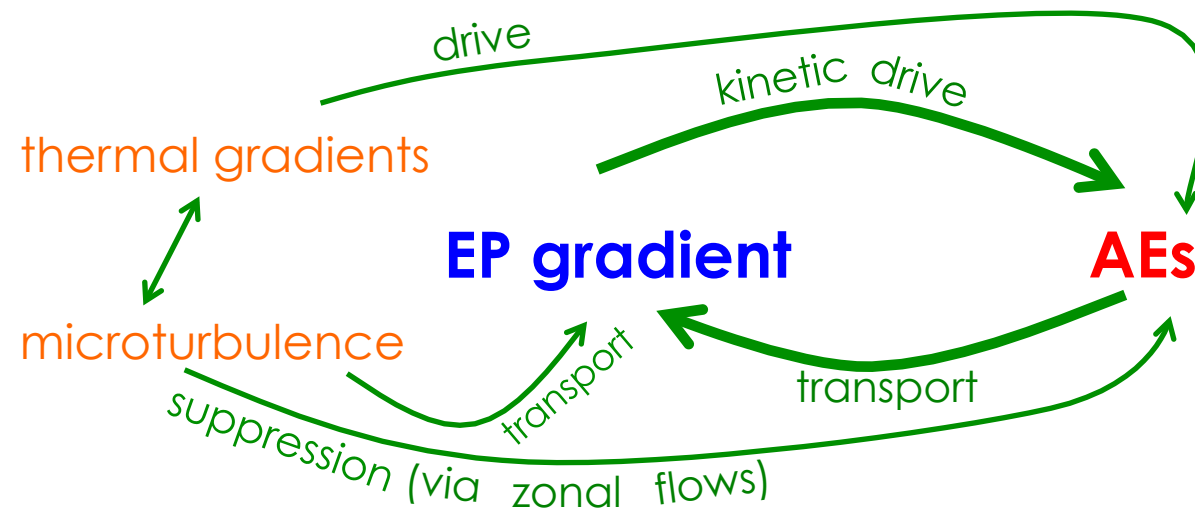 drive
kinetic drive
thermal gradients
EP gradient
AEs
microturbulence
transport
transport
suppression (via zonal flows)